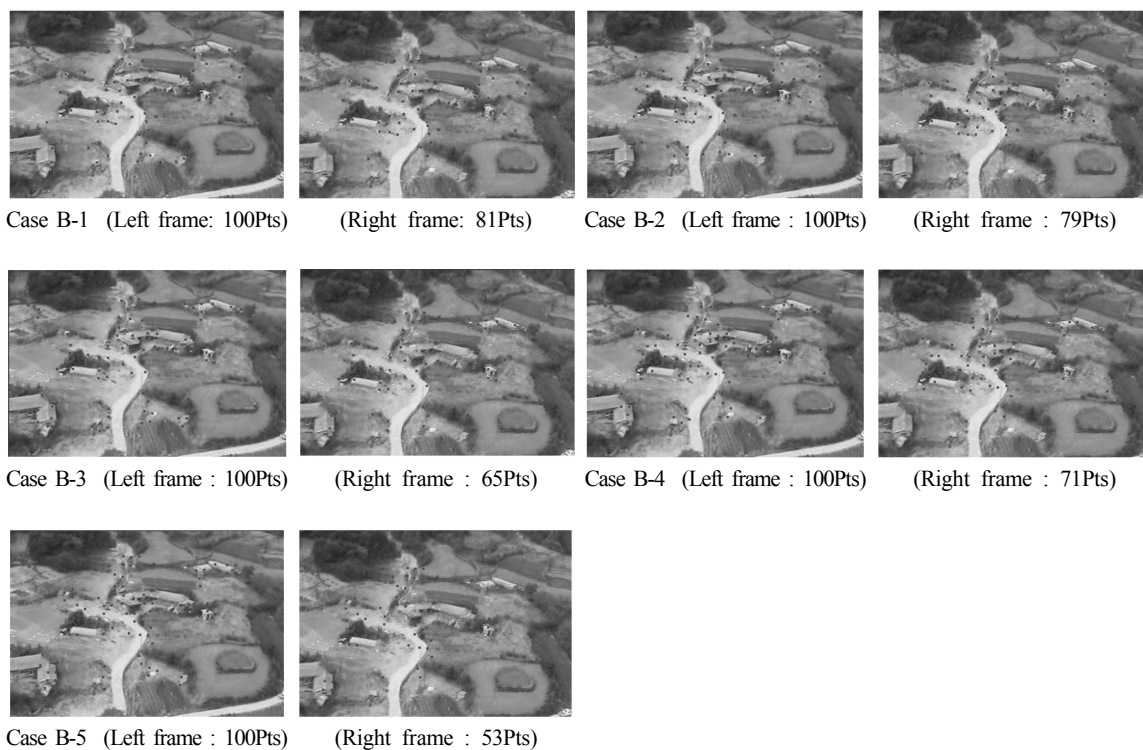 Case B-1 (Left frame: 100Pts) (Right frame: 81Pts) Case B-2 (Left frame : 100Pts) (Right frame : 79Pts)
Case B-3 (Left frame : 100Pts) (Right frame : 65Pts) Case B-4 (Left frame : 100Pts) (Right frame : 71Pts)
Case B-5 (Left frame : 100Pts) (Right frame : 53Pts)